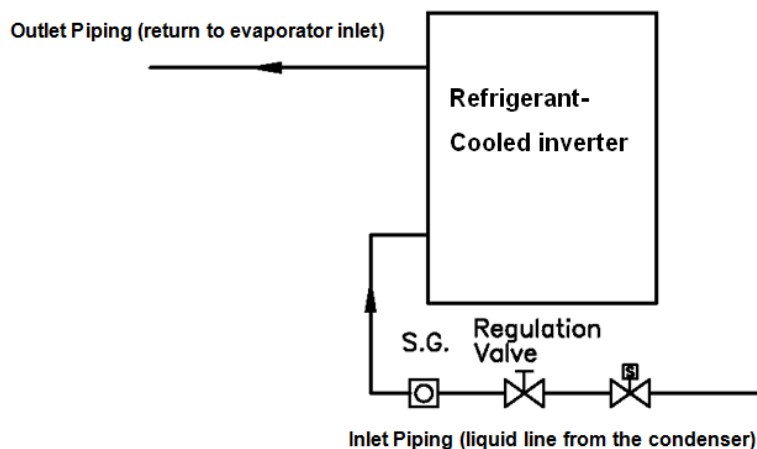 Outlet Piping (return to evaporator inlet)
Refrigerant-
Cooled inverter
S.G.
Regulation
Valve
S
Inlet Piping (liquid line from the condenser)